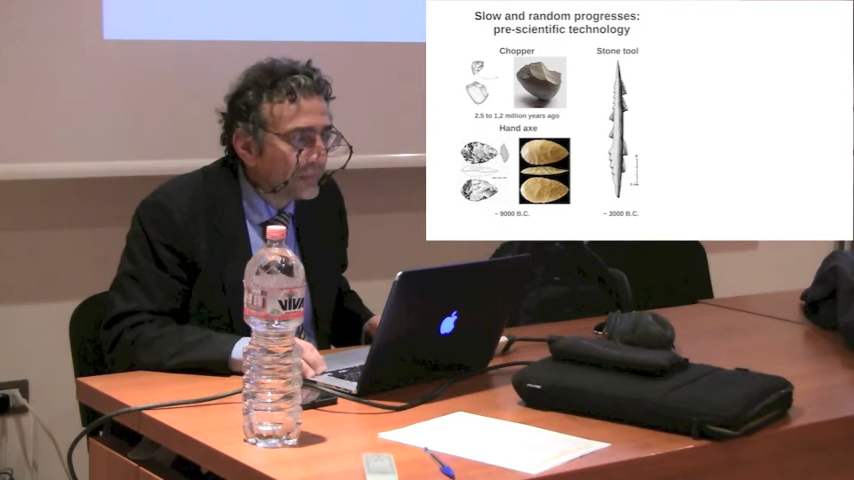 Slow and random progresses:
pre-scientific technology
Chopper
Stone tool
2.5 to 1.2 million years ago
Hand axe
~ 9000 B.C.
~ 3000 B.C.
VIVA